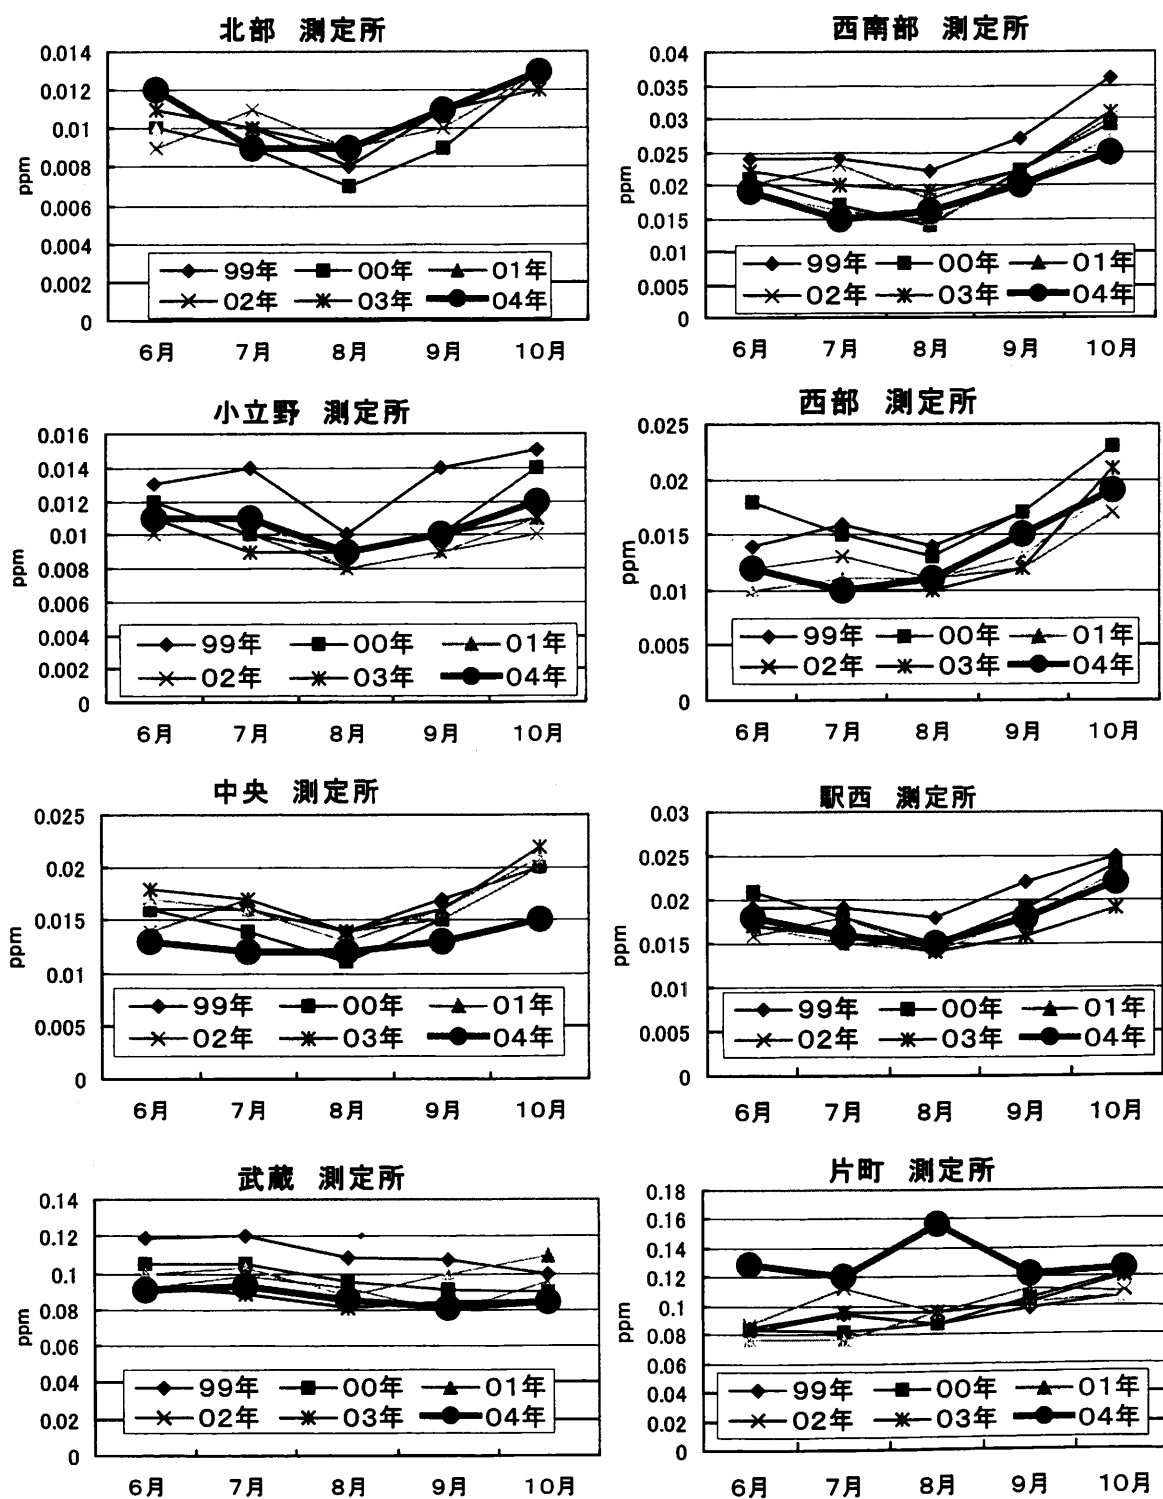 北部 測定所
0.014
0.012
0.01
0.008
0.006
0.004
0.002
0
ppm
99年 00年 01年
02年 03年 04年
6月 7月 8月 9月 10月
西南部 測定所
0.04
0.035
0.03
0.025
0.02
0.015
0.01
0.005
0
ppm
99年 00年 01年
02年 03年 04年
6月 7月 8月 9月 10月
小立野 測定所
0.016
0.014
0.012
0.01
0.008
0.006
0.004
0.002
0
ppm
99年 00年 01年
02年 03年 04年
6月 7月 8月 9月 10月
西部 測定所
0.025
0.02
0.015
0.01
0.005
0
ppm
99年 00年 01年
02年 03年 04年
6月 7月 8月 9月 10月
中央 測定所
0.025
0.02
0.015
0.01
0.005
0
ppm
99年 00年 01年
02年 03年 04年
6月 7月 8月 9月 10月
駅西 測定所
0.03
0.025
0.02
0.015
0.01
0.005
0
ppm
99年 00年 01年
02年 03年 04年
6月 7月 8月 9月 10月
武蔵 測定所
0.14
0.12
0.1
0.08
0.06
0.04
0.02
0
ppm
99年 00年 01年
02年 03年 04年
6月 7月 8月 9月 10月
片町 測定所
0.18
0.16
0.14
0.12
0.1
0.08
0.06
0.04
0.02
0
ppm
99年 00年 01年
02年 03年 04年
6月 7月 8月 9月 10月